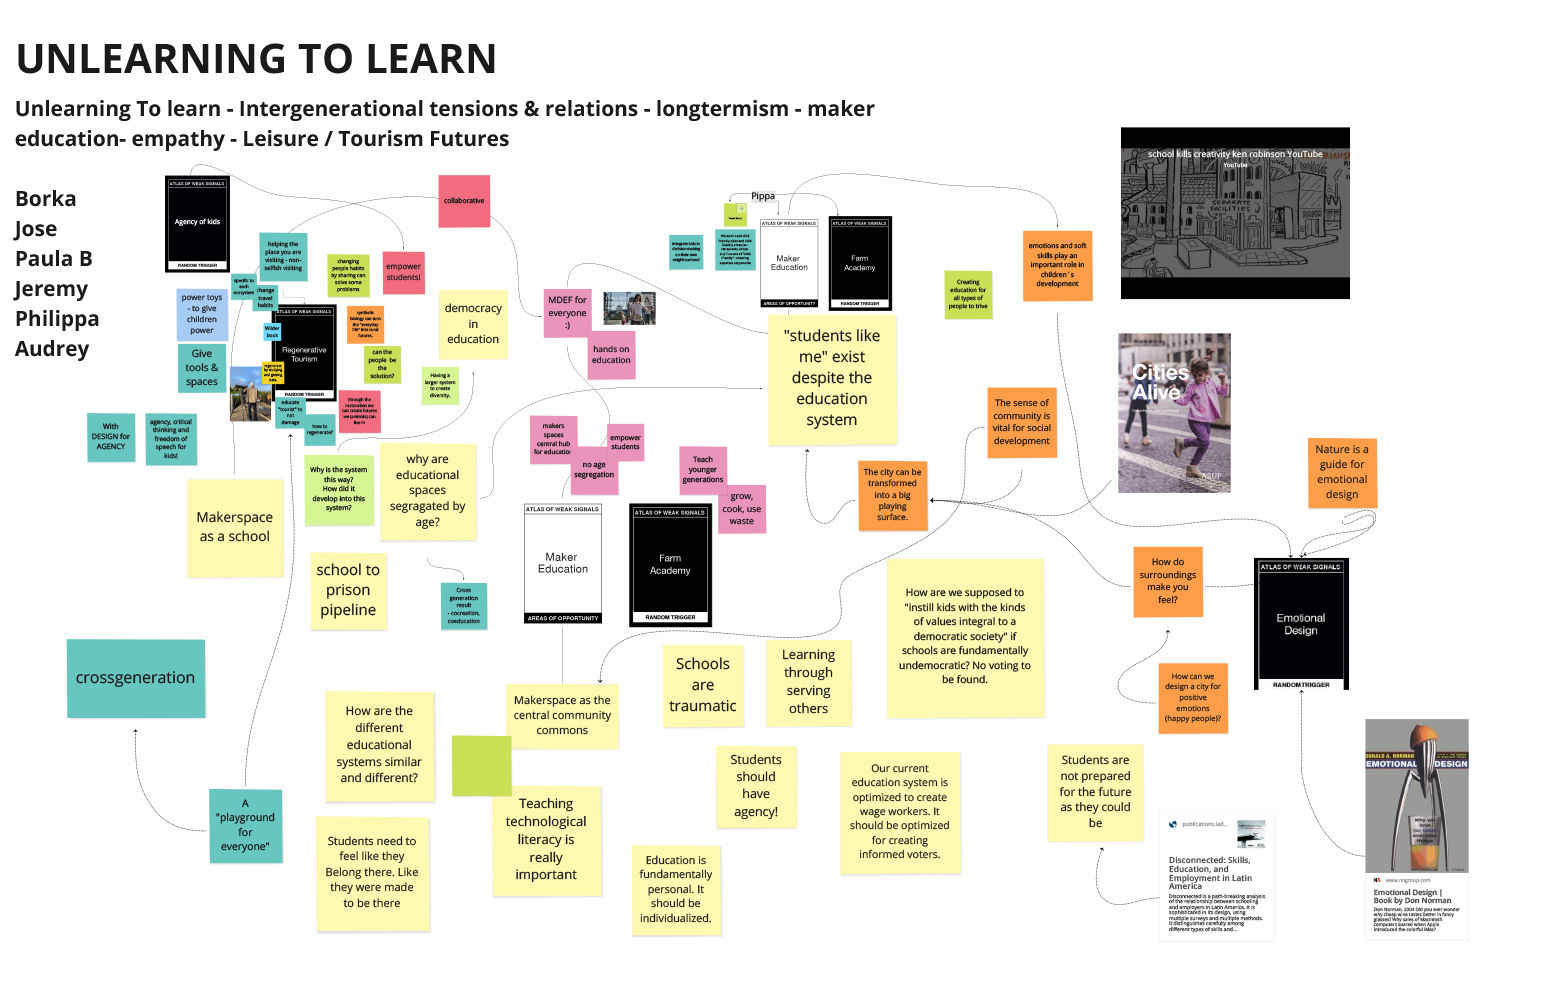 UNLEARNING TO LEARN
Unlearning To learn - Intergenerational tensions & relations - longtermism - maker
education- empathy - Leisure / Tourism Futures
Borka
Jose
Paula B
Jeremy
Philippa
Audrey
ATLAS OF WEAK SIGNALS
Agency of kids
RANDOM TRIGGER
helping the
place you are
visiting - non-
selfish visiting
specific to
each
ecosystem
change
travel
habits
power toys
- to give
children
power
Give
tools &
spaces
With
DESIGN for
AGENCY
agency, critical
thinking and
freedom of
speech for
kids!
ATLAS OF WEAK SIGNALS
Wilder
book
Regenerative
Tourism
RANDOM TRIGGER
educate
"tourist" to
not
damage
how to
regenerate?
changing
people habits
by sharing can
solve some
problems
synthetic
biology can turn
the "everyday
life" into rural
futures.
can the
people be
the
solution?
through the
restoration we
can create futures
we (animals) can
live in
collaborative
empower
students!
democracy
in
education
Having a
larger system
to create
diversity.
Makerspace
as a school
Why is the system
this way?
How did it
develop into this
system?
why are
educational
spaces
segragated by
age?
school to
prison
pipeline
Cross
generation
result
- cocreation,
coeducation
MDEF for
everyone
:)
hands on
education
makers
spaces
central hub
for education
no age
segregation
empower
students
Teach
younger
generations
grow,
cook, use
waste
ATLAS OF WEAK SIGNALS
Maker
Education
AREAS OF OPPORTUNITY
ATLAS OF WEAK SIGNALS
Farm
Academy
RANDOM TRIGGER
Pippa
integrate kids in
decision making
on their own
neighbourhood
ATLAS OF WEAK SIGNALS
Maker
Education
AREAS OF OPPORTUNITY
ATLAS OF WEAK SIGNALS
Farm
Academy
RANDOM TRIGGER
"students like
me" exist
despite the
education
system
Creating
education for
all types of
people to trive
emotions and soft
skills play an
important role in
children´s
development
school kills creativity ken robinson YouTube
YouTube
SEPARATE
FACILITIES
Cities
Alive
ARUP
The sense of
community is
vital for social
development
The city can be
transformed
into a big
playing
surface.
Nature is a
guide for
emotional
design
How do
surroundings
make you
feel?
How can we
design a city for
positive
emotions
(happy people)?
ATLAS OF WEAK SIGNALS
Emotional
Design
RANDOM TRIGGER
crossgeneration
A
"playground
for
everyone"
How are the
different
educational
systems similar
and different?
Students need to
feel like they
Belong there. Like
they were made
to be there
Makerspace as the
central community
commons
Teaching
technological
literacy is
really
important
Schools
are
traumatic
Learning
through
serving
others
How are we supposed to
"instill kids with the kinds
of values integral to a
democratic society" if
schools are fundamentally
undemocratic? No voting to
be found.
Students
should
have
agency!
Education is
fundamentally
personal. It
should be
individualized.
Our current
education system is
optimized to create
wage workers. It
should be optimized
for creating
informed voters.
Students are
not prepared
for the future
as they could
be
publications.iad...
Disconnected: Skills,
Education, and
Employment in Latin
America
Disconnected is a path-breaking analysis
of the relationship between schooling
and employers in Latin America. It is
sophisticated in its design, using
multiple surveys and multiple methods.
It distinguishes carefully among
different types of skills and...
DONALD A. NORMAN
EMOTIONAL DESIGN
Why we
love
(or hate)
everyday
things
www.nngroup.com
Emotional Design |
Book by Don Norman
Don Norman, 2004 Did you ever wonder
why cheap wine tastes better in fancy
glasses? Why sales of Macintosh
computers soared when Apple
introduced the colorful iMac?